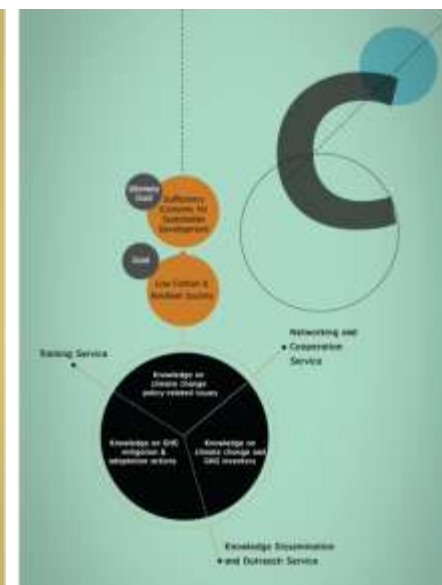 C
Ultimate
Goal
Sufficiency
Economy for
Sustainable
Development
Goal
Low Carbon &
Resilient Society
Networking and
Cooperation
Service
Training Service
Knowledge on
climate change
policy-related issues
Knowledge on GHG
mitigation &
adaptation actions
Knowledge on
climate change and
GHG inventory
Knowledge Dissemination
and Outreach Service